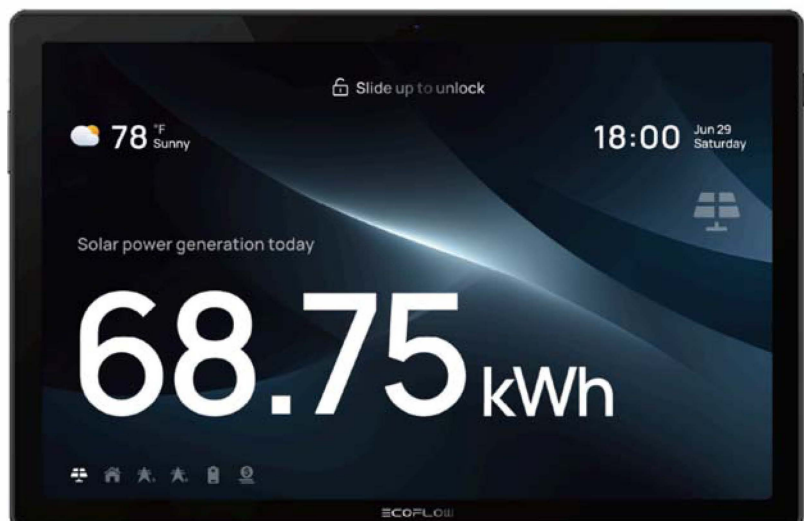 Slide up to unlock
78 °F
Sunny
18:00 Jun 29
Saturday
Solar power generation today
68.75 kWh
ECOFLOW